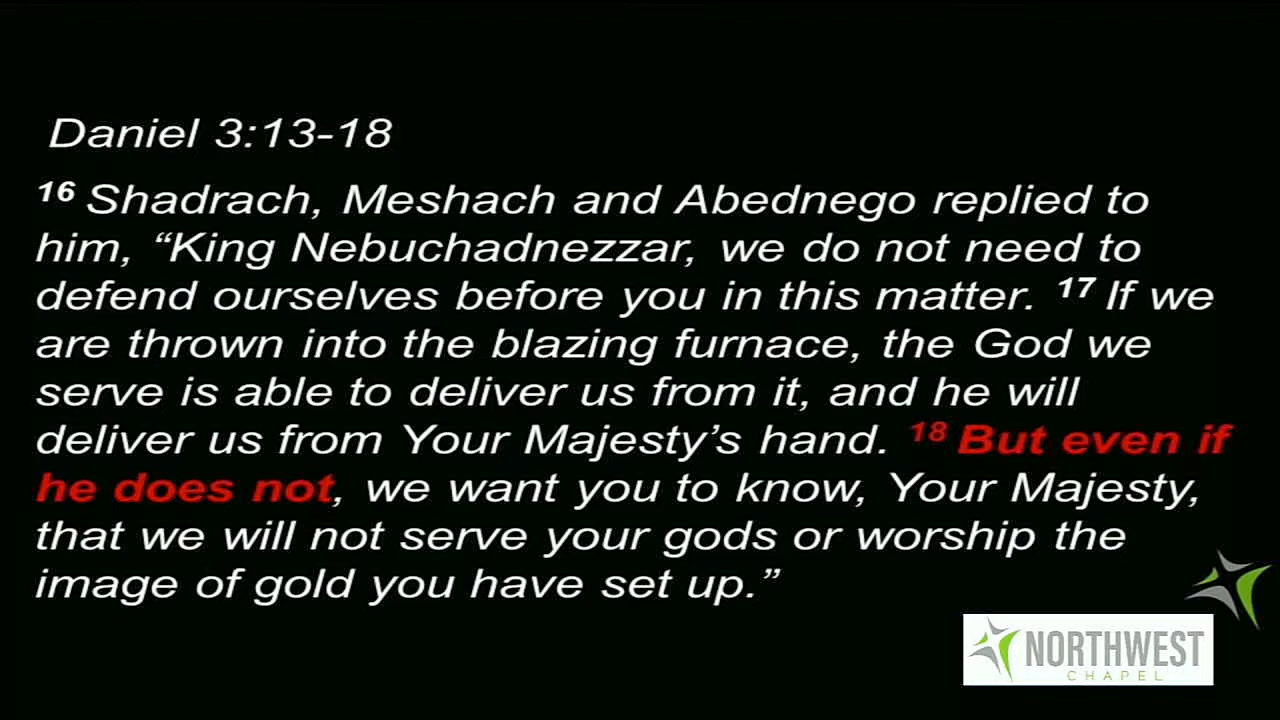 Daniel 3:13-18
16 Shadrach, Meshach and Abednego replied to
him, “King Nebuchadnezzar, we do not need to
defend ourselves before you in this matter. 17 If we
are thrown into the blazing furnace, the God we
serve is able to deliver us from it, and he will
deliver us from Your Majesty’s hand. 18 But even if
he does not, we want you to know, Your Majesty,
that we will not serve your gods or worship the
image of gold you have set up.”
NORTHWEST
CHAPEL